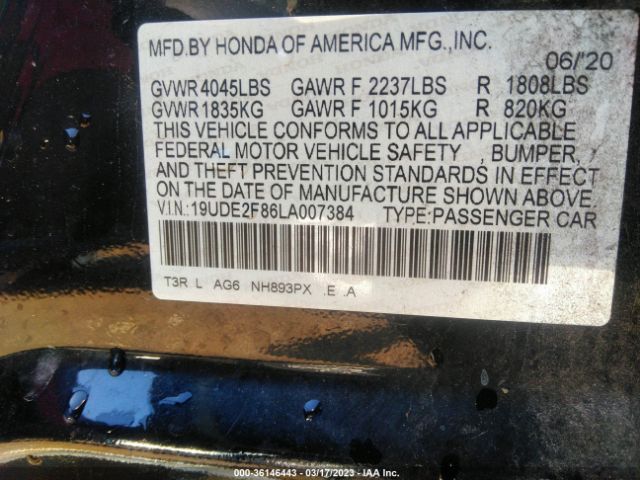 MFD.BY HONDA OF AMERICA MFG.,INC.
06/20
GVWR 4045LBS GAWR F 2237LBS R 1808LBS
GVWR 1835KG GAWR F 1015KG R 820KG
THIS VEHICLE CONFORMS TO ALL APPLICABLE
FEDERAL MOTOR VEHICLE SAFETY , BUMPER,
AND THEFT PREVENTION STANDARDS IN EFFECT
ON THE DATE OF MANUFACTURE SHOWN ABOVE.
V.I.N.:19UDE2F86LA007384 TYPE:PASSENGER CAR
T3R L AG6 NH893PX .E .A
000-36146443 - 03/17/2023 - IAA Inc.